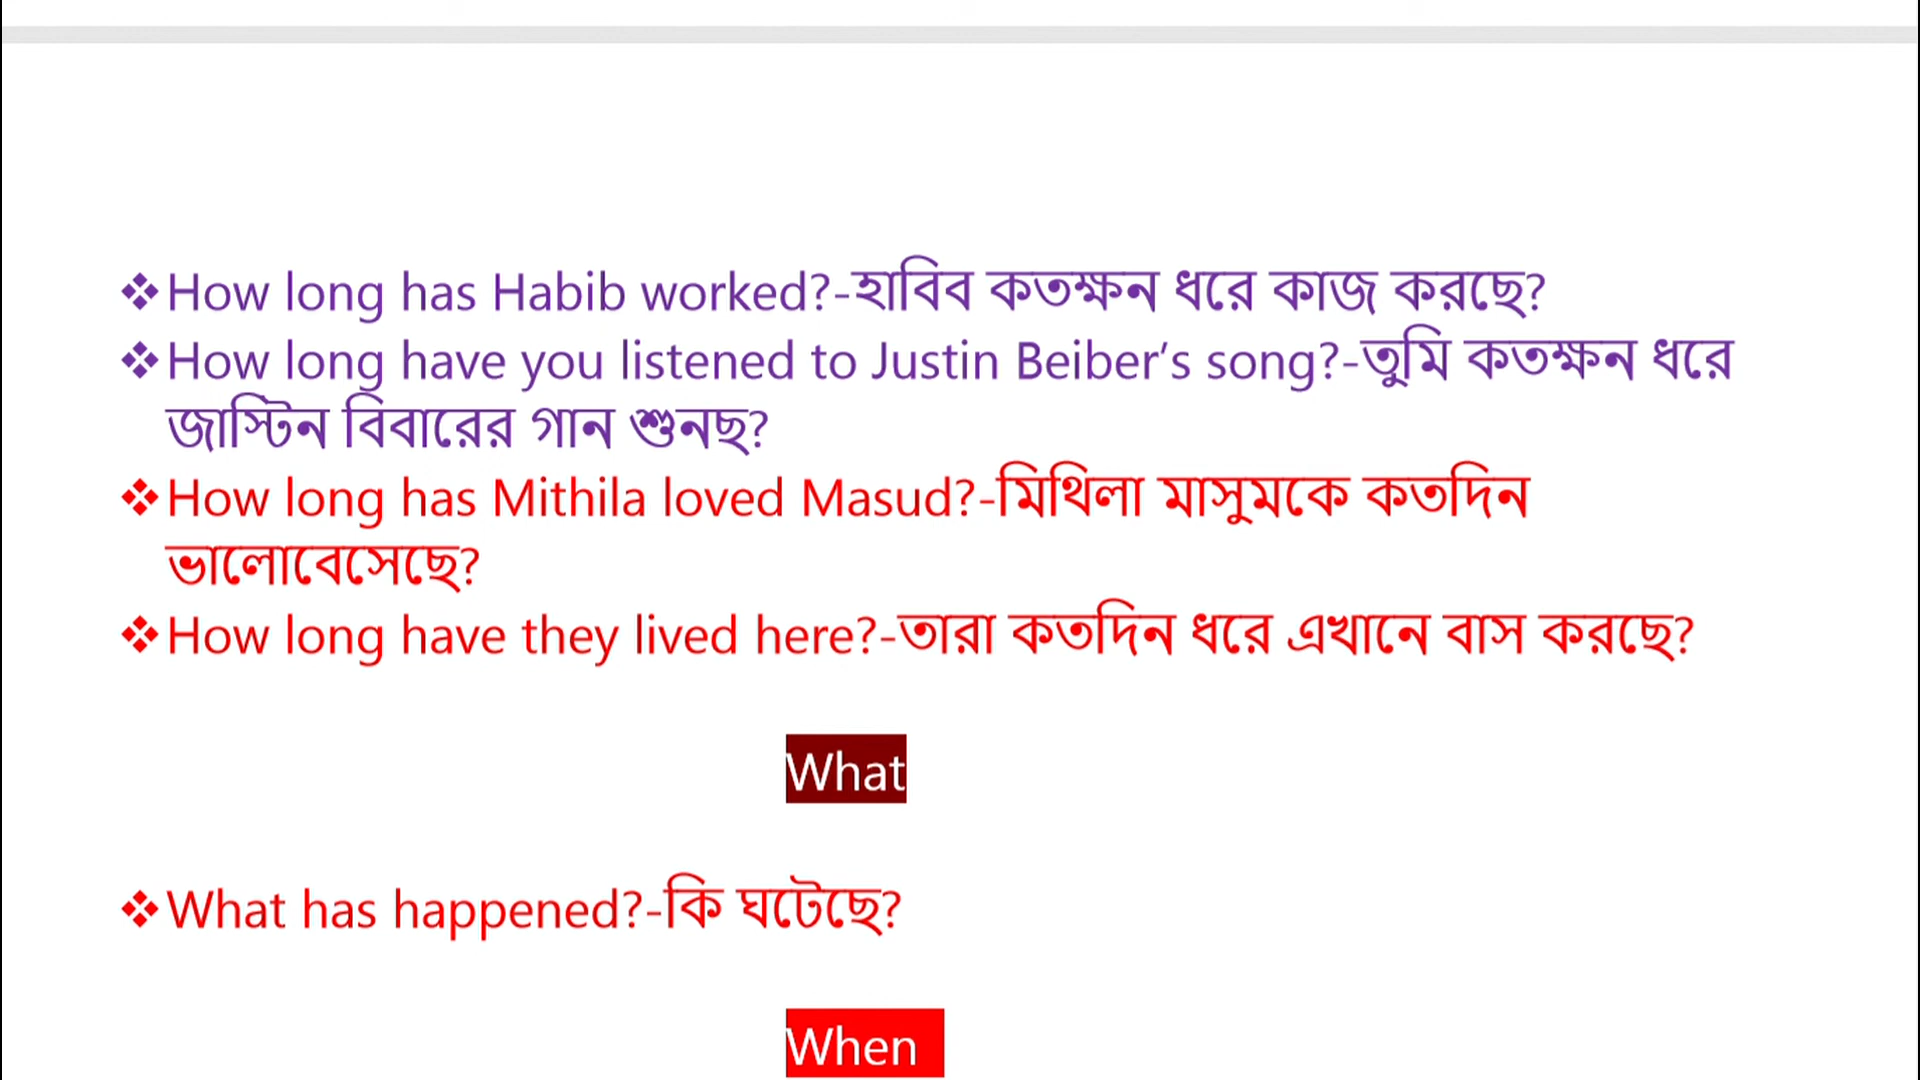 ❖How long has Habib worked?-হাবিব কতক্ষন ধরে কাজ করছে?
❖How long have you listened to Justin Beiber’s song?-তুমি কতক্ষন ধরে
জাস্টিন বিবারের গান শুনছ?
❖How long has Mithila loved Masud?-মিথিলা মাসুমকে কতদিন
ভালোবেসেছে?
❖How long have they lived here?-তারা কতদিন ধরে এখানে বাস করছে?
What
❖What has happened?-কি ঘটেছে?
When